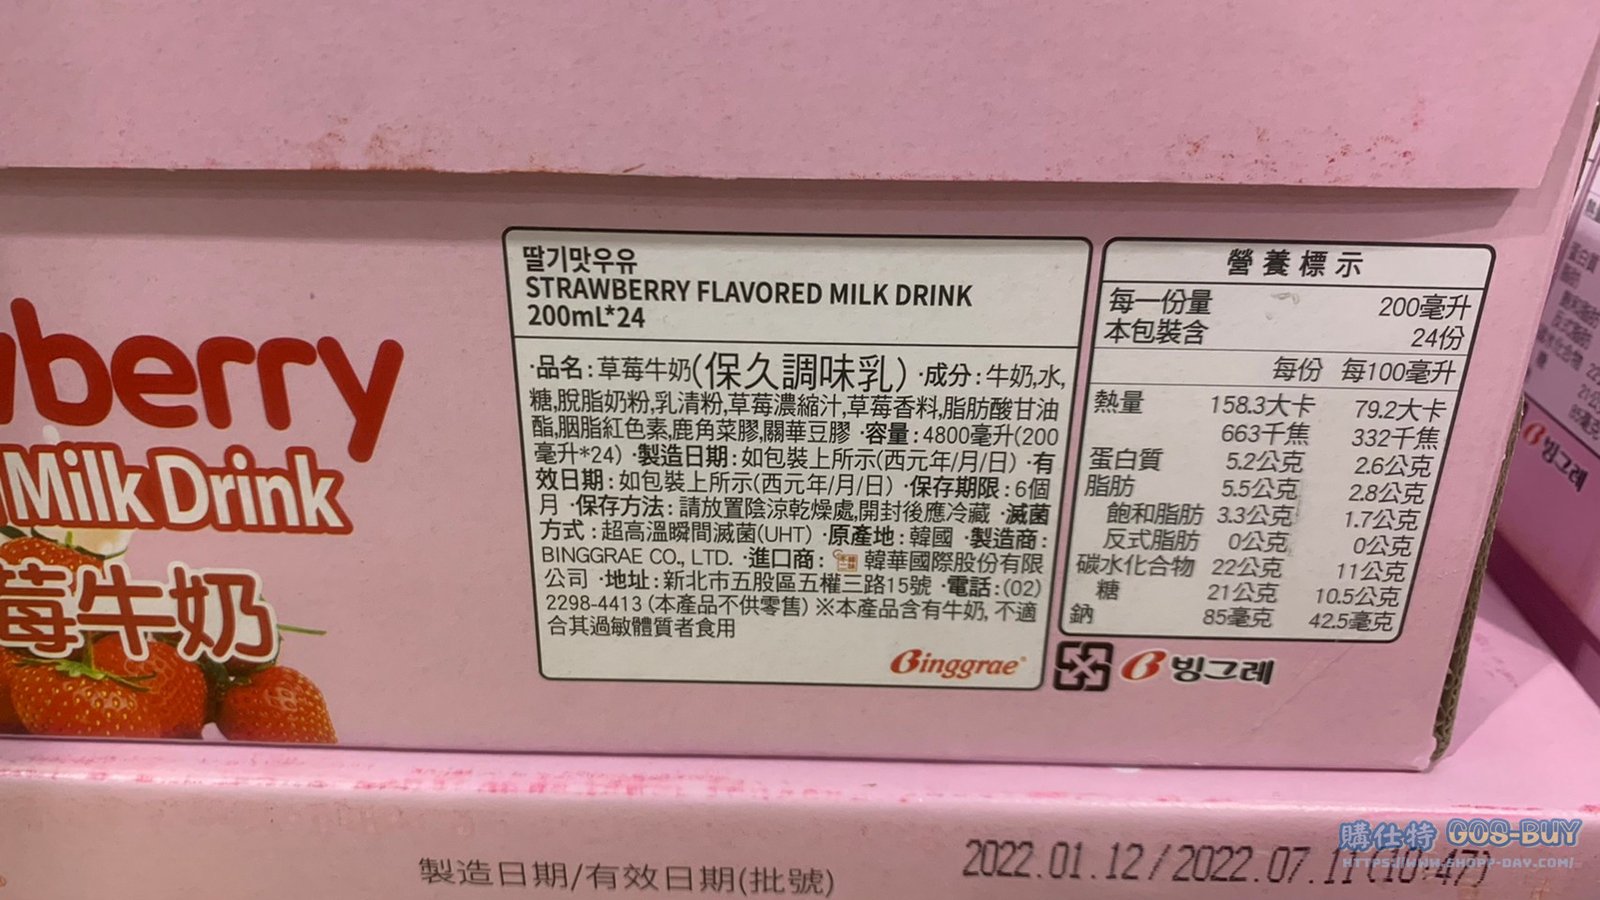 berry
Milk Drink
莓牛奶
딸기맛우유
STRAWBERRY FLAVORED MILK DRINK
200mL*24
·品名:草莓牛奶(保久調味乳) ·成分:牛奶,水,
糖,脫脂奶粉,乳清粉,草莓濃縮汁,草莓香料,脂肪酸甘油
酯,胭脂紅色素,鹿角菜膠,關華豆膠 ·容量:4800毫升(200
毫升*24) ·製造日期:如包裝上所示(西元年/月/日) ·有
效日期:如包裝上所示(西元年/月/日) ·保存期限:6個
月 ·保存方法:請放置陰涼乾燥處,開封後應冷藏 ·滅菌
方式:超高溫瞬間滅菌(UHT) ·原產地:韓國 ·製造商:
BINGGRAE CO., LTD. ·進口商: 韓華國際股份有限
公司 ·地址:新北市五股區五權三路15號 ·電話:(02)
2298-4413 (本產品不供零售) ※本產品含有牛奶, 不適
合其過敏體質者食用
Binggrae
營養標示
每一份量 200毫升
本包裝含 24份
每份 每100毫升
熱量 158.3大卡 79.2大卡
663千焦 332千焦
蛋白質 5.2公克 2.6公克
脂肪 5.5公克 2.8公克
飽和脂肪 3.3公克 1.7公克
反式脂肪 0公克 0公克
碳水化合物 22公克 11公克
糖 21公克 10.5公克
鈉 85毫克 42.5毫克
빙그레
빙그레
製造日期/有效日期(批號)
2022.01.12/2022.07.11(10:47)
購仕特 GOS-BUY
HTTPS://WWW.SHOPP-DAY.COM/